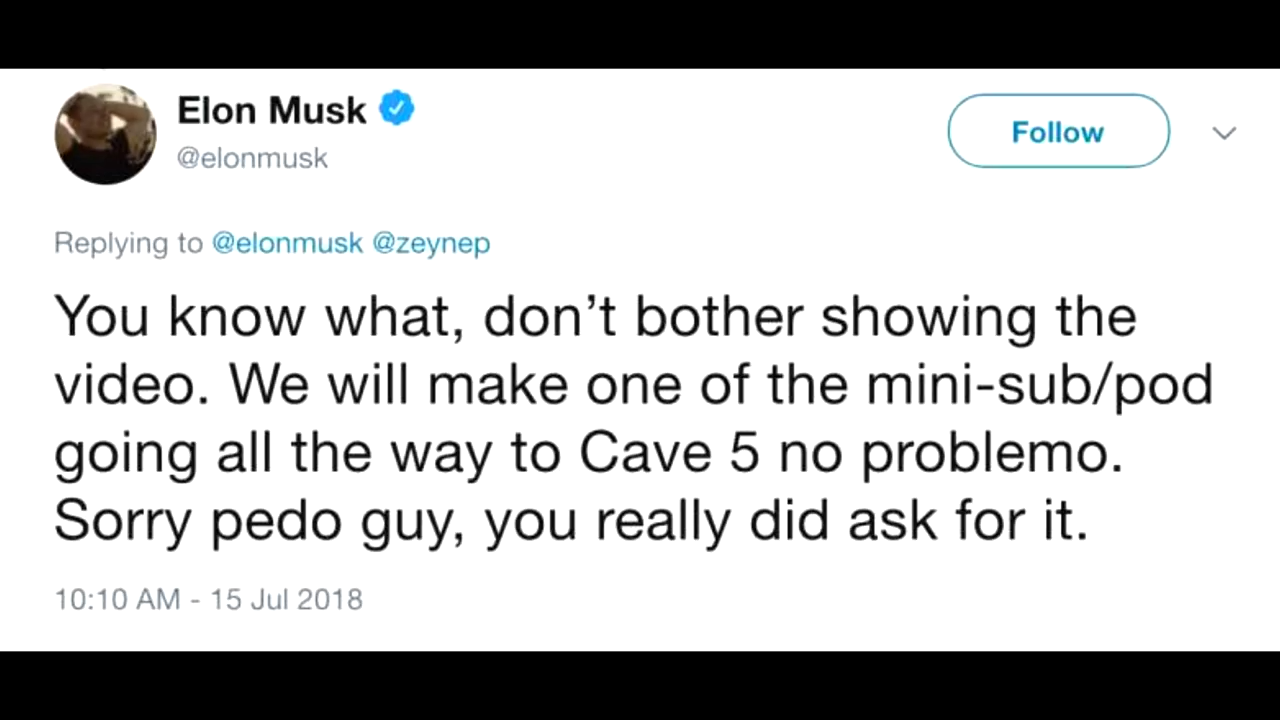 Elon Musk
@elonmusk
Follow
Replying to @elonmusk @zeynep
You know what, don’t bother showing the
video. We will make one of the mini-sub/pod
going all the way to Cave 5 no problemo.
Sorry pedo guy, you really did ask for it.
10:10 AM - 15 Jul 2018